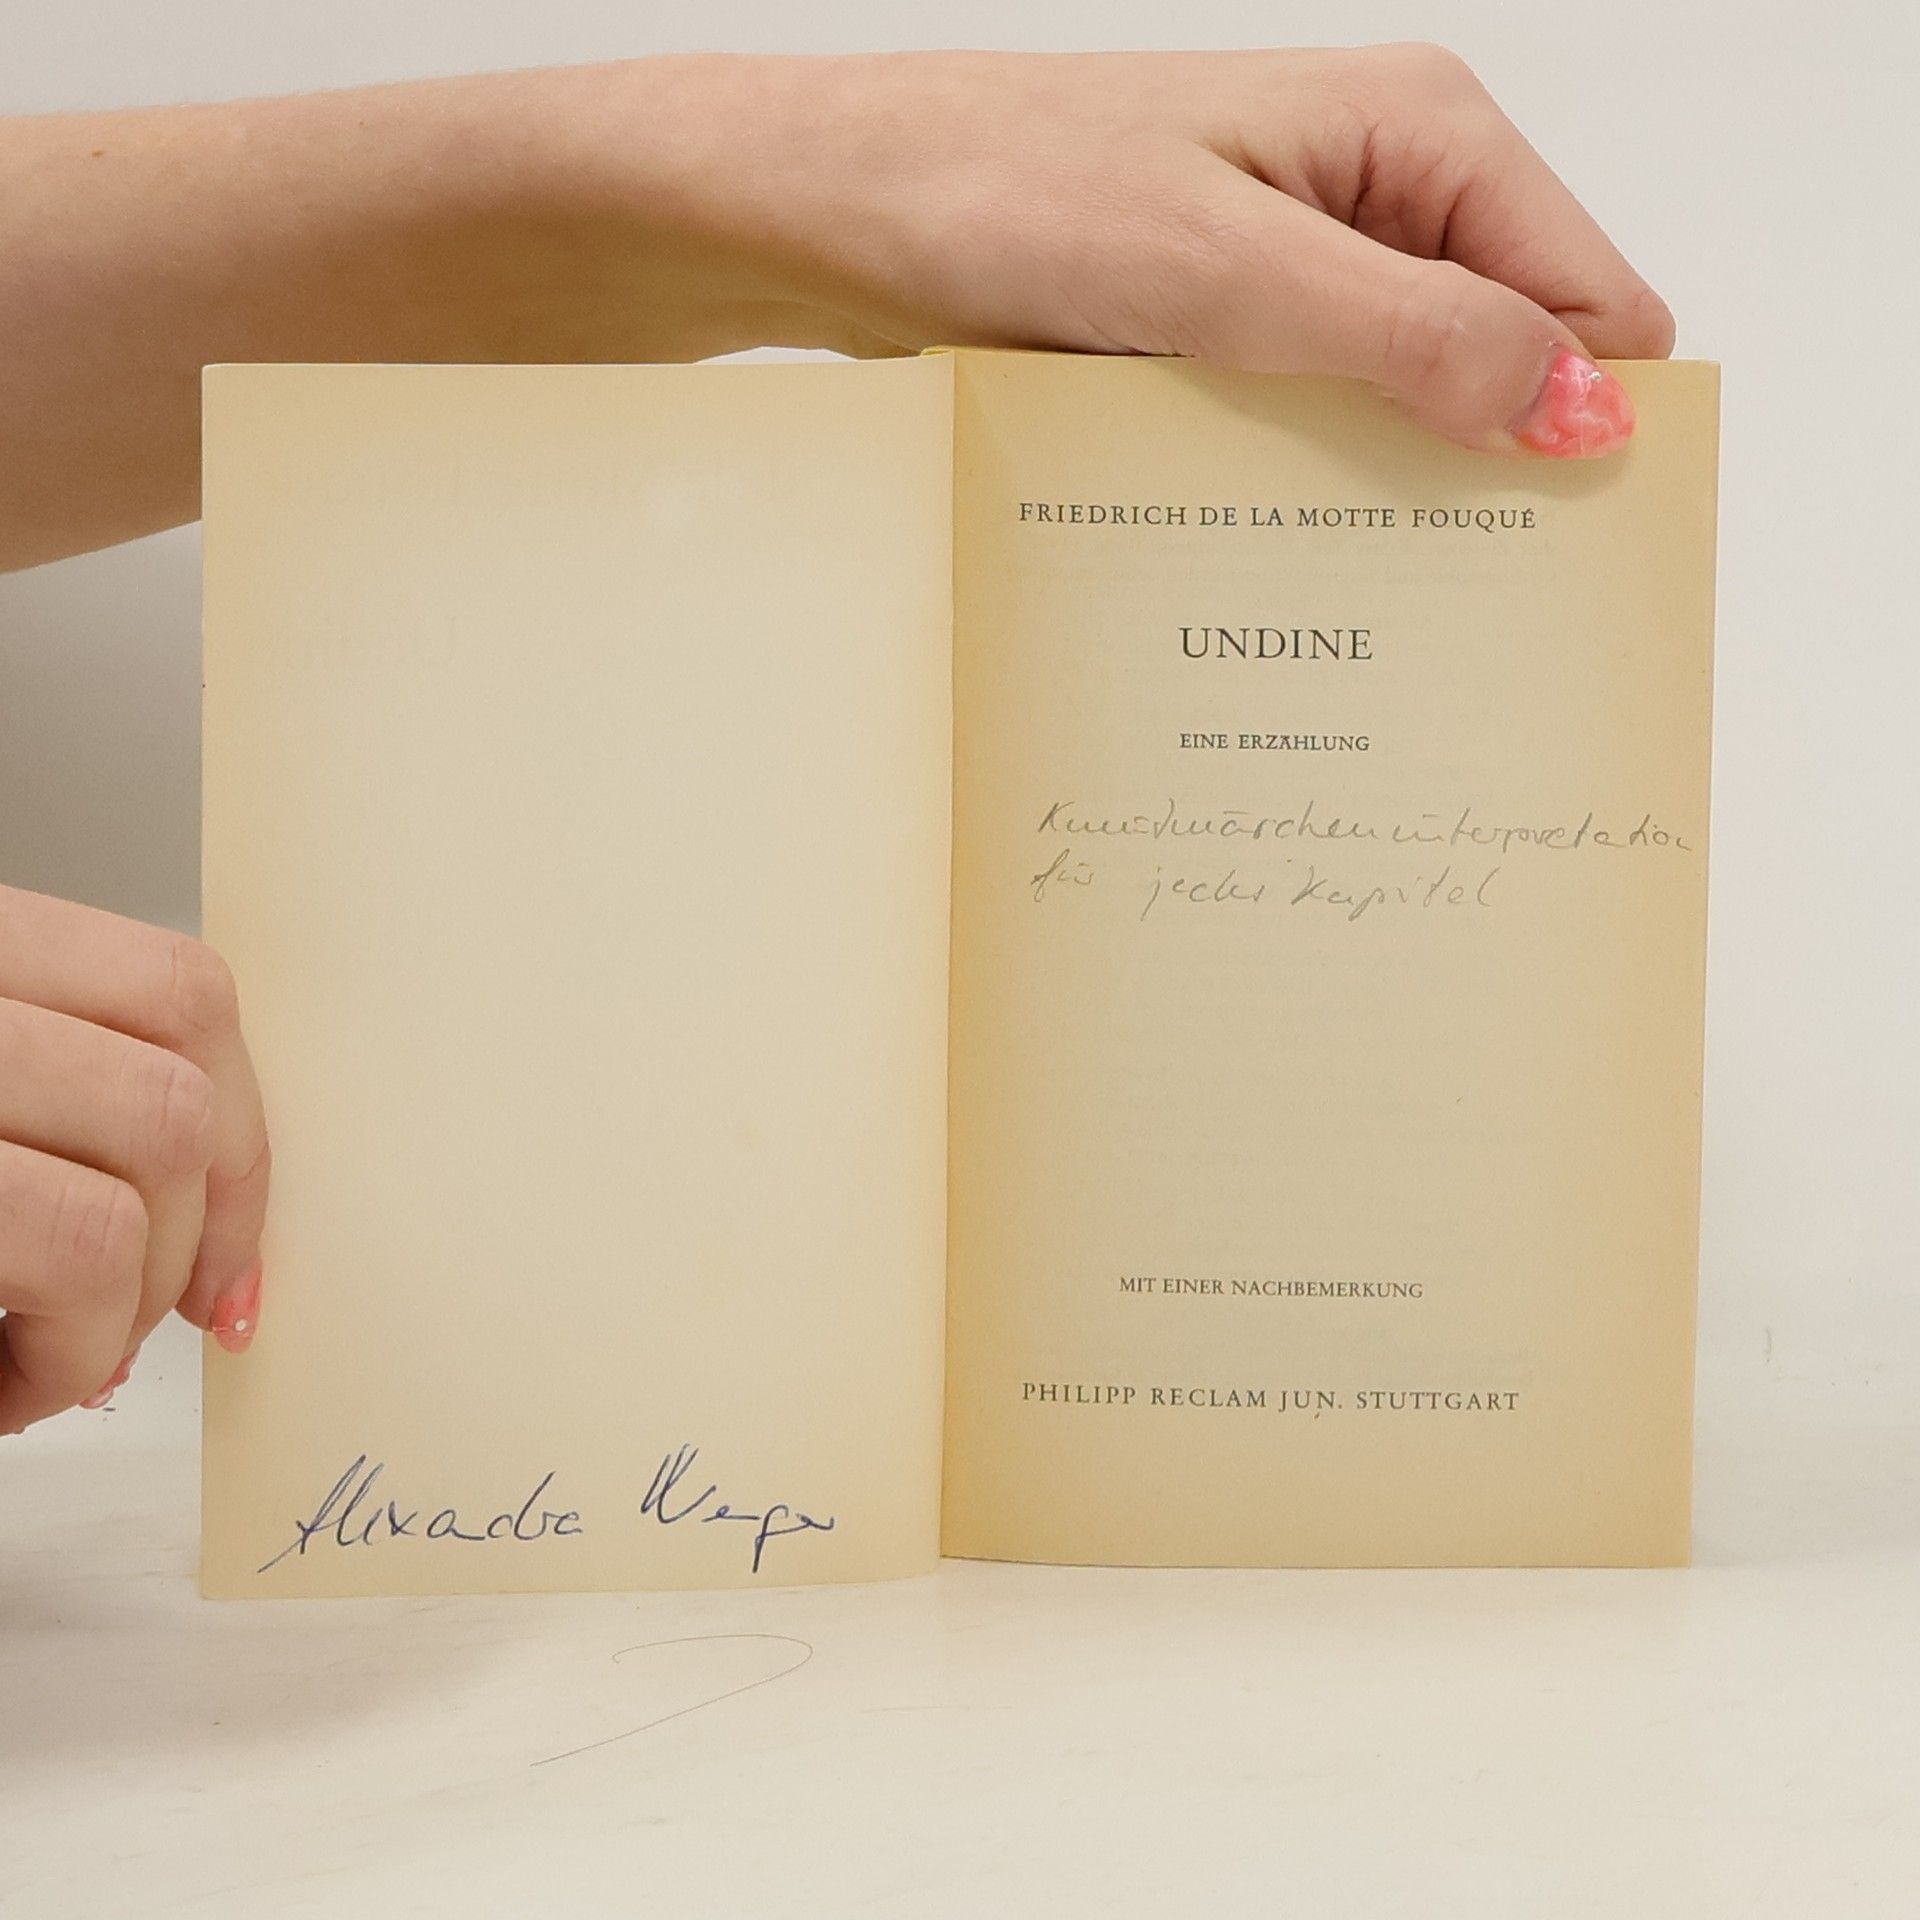 FRIEDRICH DE LA MOTTE FOUQUÉ
UNDINE
EINE ERZÄHLUNG
Kunstmärcheninterpretation
für jedes Kapitel
MIT EINER NACHBEMERKUNG
PHILIPP RECLAM JUN. STUTTGART
Alexandra